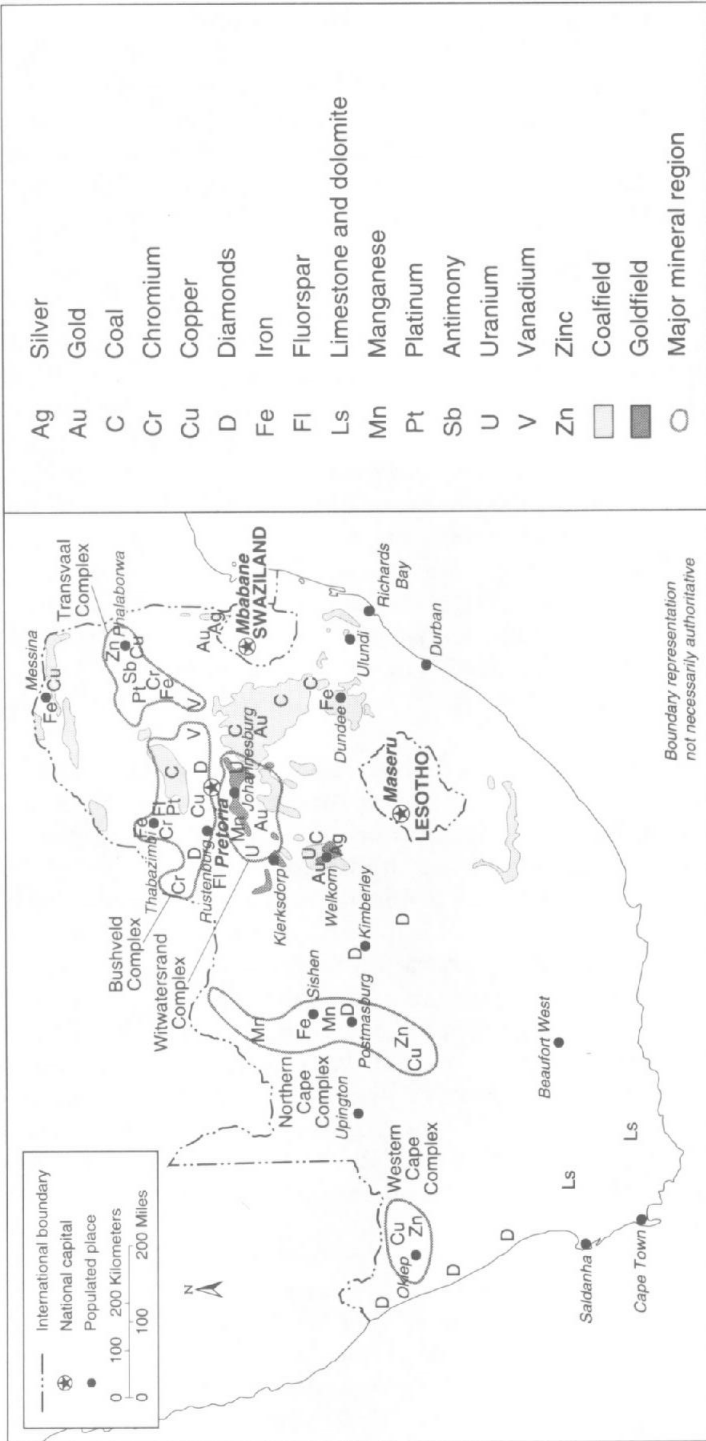 International boundary
National capital
Populated place
0 100 200 Kilometers
0 100 200 Miles
N
Messina
Fe Cu
Transvaal
Complex
Zn
Phalaborwa
Pt Sb Cu
Cr
Fe
V
Bushveld
Complex
Thabazimbi
Fe
Fl
Cr Pt C
Cr
V
D
Cu D
Rustenburg
Fl
Pretoria
Witwatersrand
Complex
Mn D
Johannesburg
U Au
C
Au
C
C
Au
Ag
Mbabane
SWAZILAND
Klerksdorp
Au U C
Ag
Welkom
Fe
Dundee
Ulundi
Richards
Bay
Durban
Maseru
LESOTHO
D
Kimberley
D
Mn
Northern
Cape
Complex
Sishen
Fe
Mn
D
Postmasburg
Cu Zn
Upington
Western
Cape
Complex
Cu
Zn
Okiep
D
D
D
Beaufort West
Ls
Ls
Saldanha
Cape Town
Boundary representation
not necessarily authoritative
Ag Silver
Au Gold
C Coal
Cr Chromium
Cu Copper
D Diamonds
Fe Iron
Fl Fluorspar
Ls Limestone and dolomite
Mn Manganese
Pt Platinum
Sb Antimony
U Uranium
V Vanadium
Zn Zinc
Coalfield
Goldfield
Major mineral region